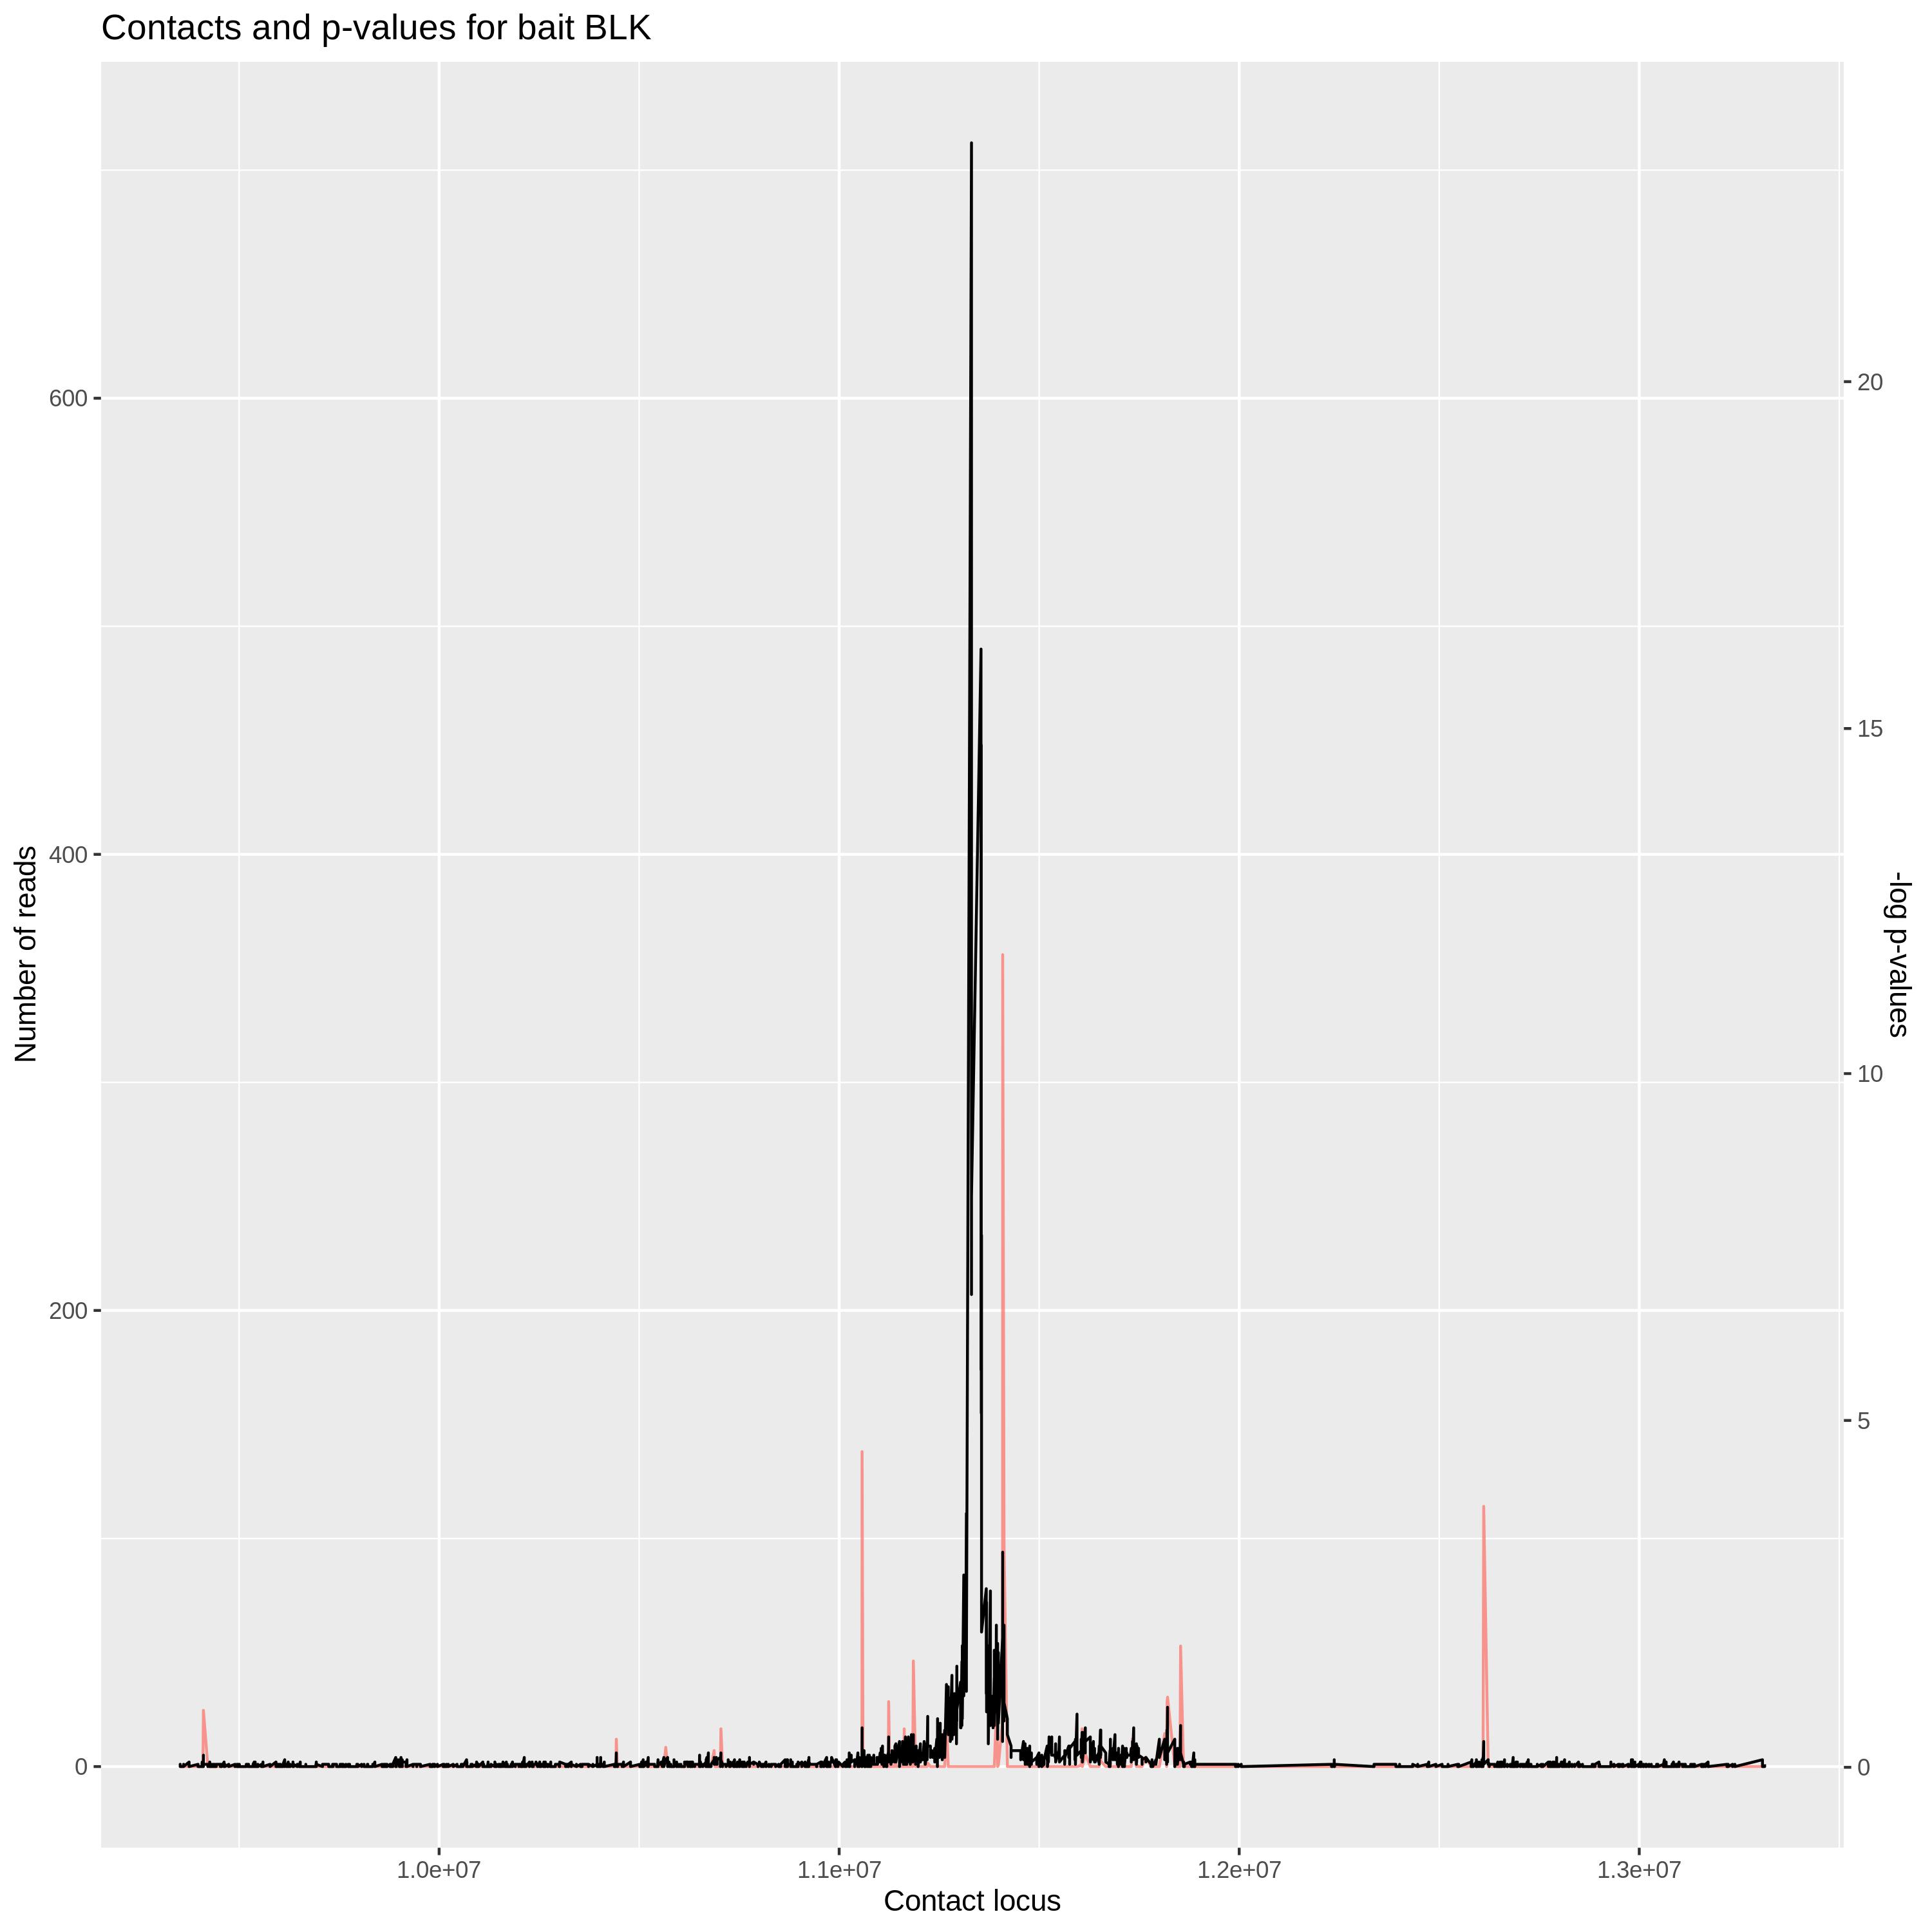 Contacts and p-values for bait BLK
600
400
200
0
Number of reads
20
15
10
5
0
-log p-values
1.0e+07
1.1e+07
1.2e+07
1.3e+07
Contact locus